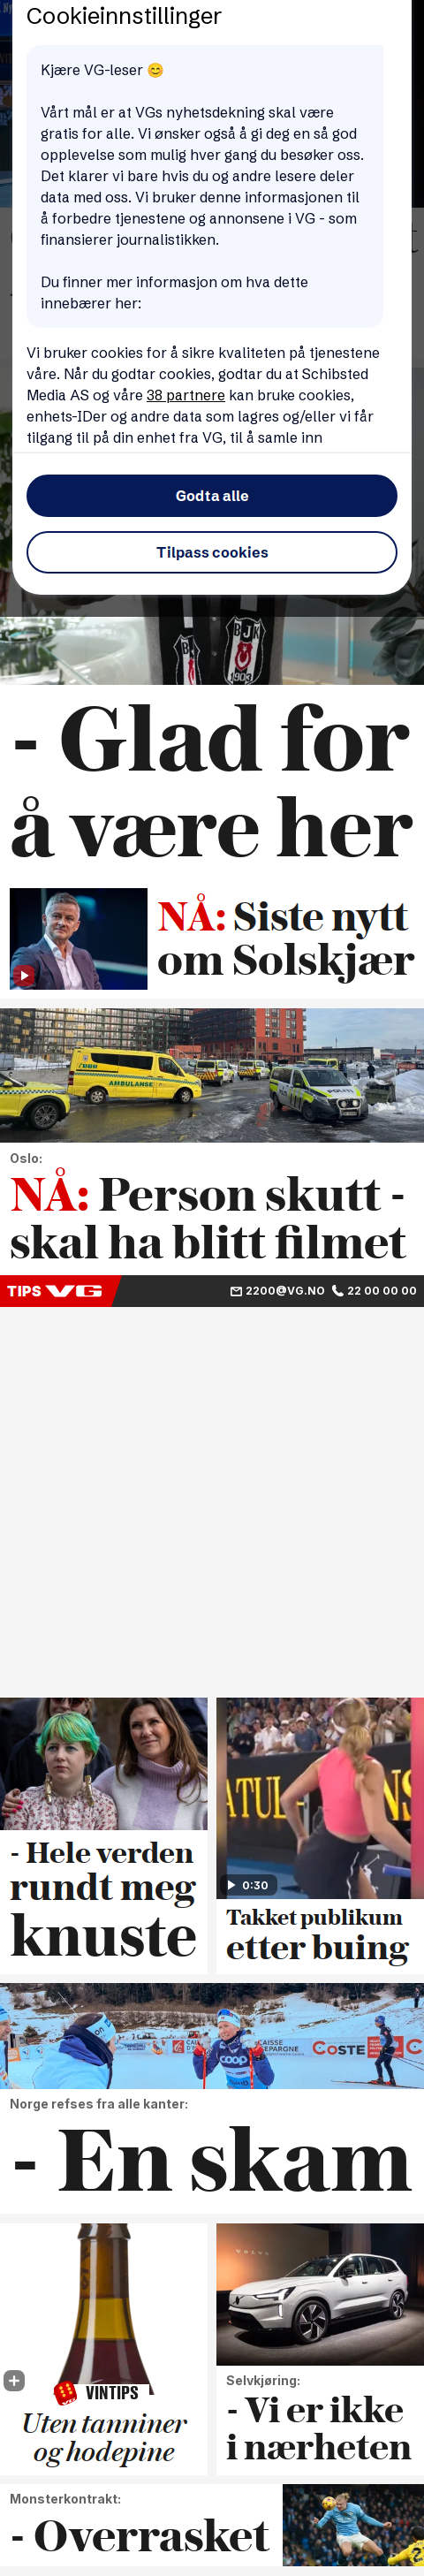 Cookieinnstillinger
Kjære VG-leser 😊
Vårt mål er at VGs nyhetsdekning skal være
gratis for alle. Vi ønsker også å gi deg en så god
opplevelse som mulig hver gang du besøker oss.
Det klarer vi bare hvis du og andre lesere deler
data med oss. Vi bruker denne informasjonen til
å forbedre tjenestene og annonsene i VG - som
finansierer journalistikken.
Du finner mer informasjon om hva dette
innebærer her:
Vi bruker cookies for å sikre kvaliteten på tjenestene
våre. Når du godtar cookies, godtar du at Schibsted
Media AS og våre 38 partnere kan bruke cookies,
enhets-IDer og andre data som lagres og/eller vi får
tilgang til på din enhet fra VG, til å samle inn
Godta alle
Tilpass cookies
BJK
BJK
1903
- Glad for
å være her
NÅ: Siste nytt
om Solskjær
AMBULANSE
POLITI
Oslo:
NÅ: Person skutt -
skal ha blitt filmet
TIPS VG
2200@VG.NO
22 00 00 00
- Hele verden
rundt meg
knuste
0:30
Takket publikum
etter buing
coop
CAISSE
EPARGNE
CoSTE
Norge refses fra alle kanter:
- En skam
VINTIPS
Uten tanniner
og hodepine
Selvkjøring:
- Vi er ikke
i nærheten
Monsterkontrakt:
- Overrasket